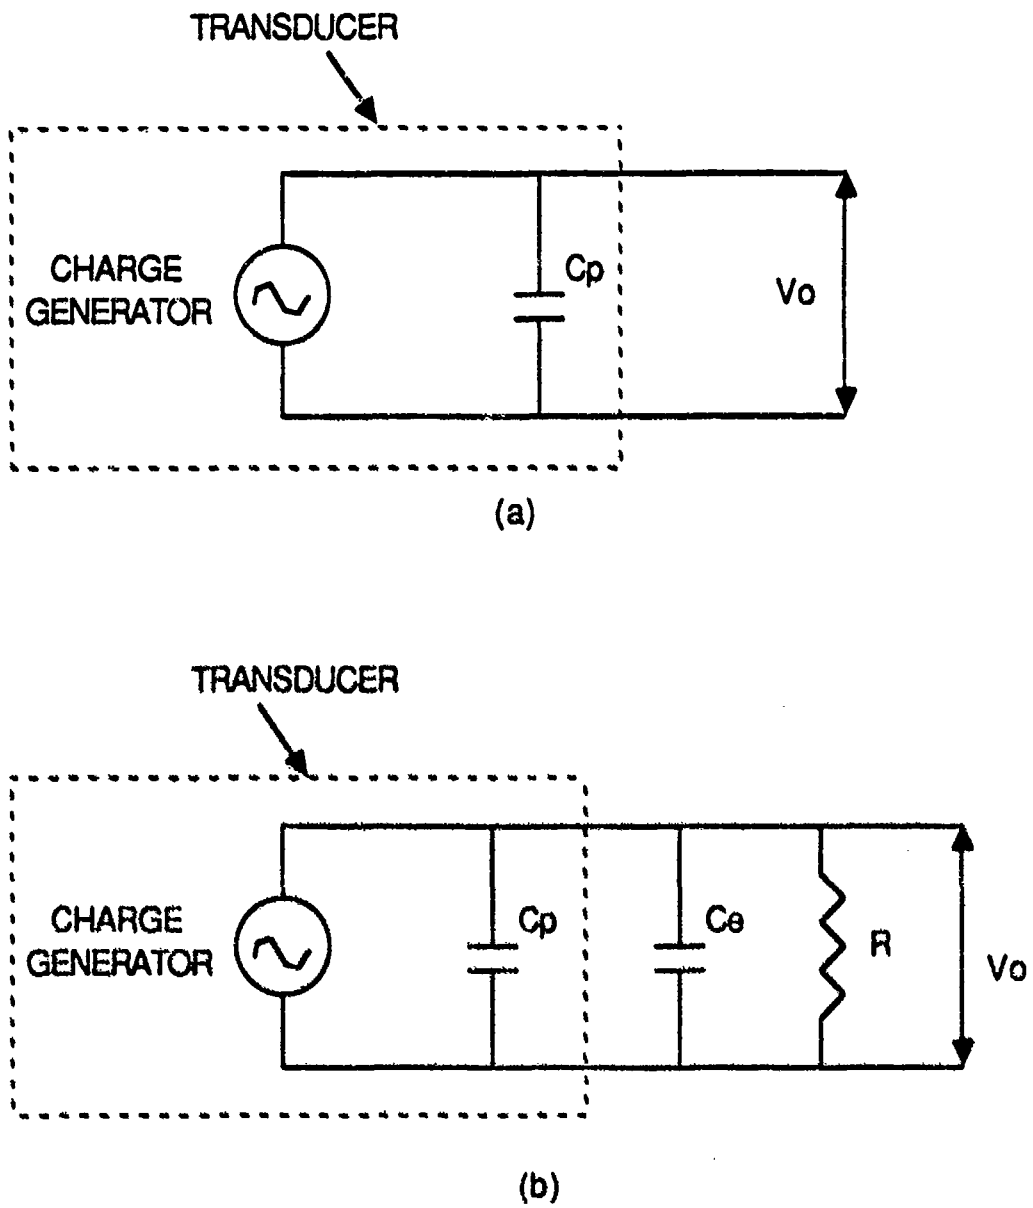 TRANSDUCER
CHARGE
GENERATOR
Cp
Vo
(a)
TRANSDUCER
CHARGE
GENERATOR
Cp
Ce
R
Vo
(b)